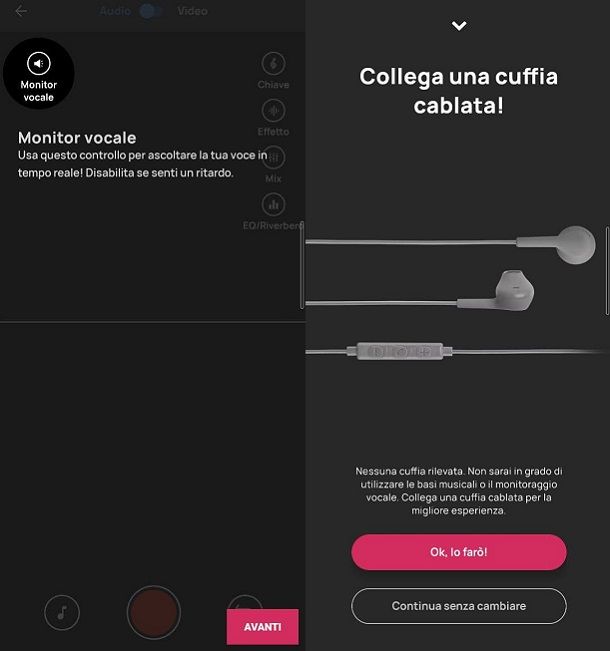 Audio Video
Monitor
vocale
Chiave
Effetto
Monitor vocale
Usa questo controllo per ascoltare la tua voce in
tempo reale! Disabilita se senti un ritardo.
Mix
EQ/Riverbero
AVANTI
Collega una cuffia
cablata!
Nessuna cuffia rilevata. Non sarai in grado di
utilizzare le basi musicali o il monitoraggio
vocale. Collega una cuffia cablata per la
migliore esperienza.
Ok, lo farò!
Continua senza cambiare